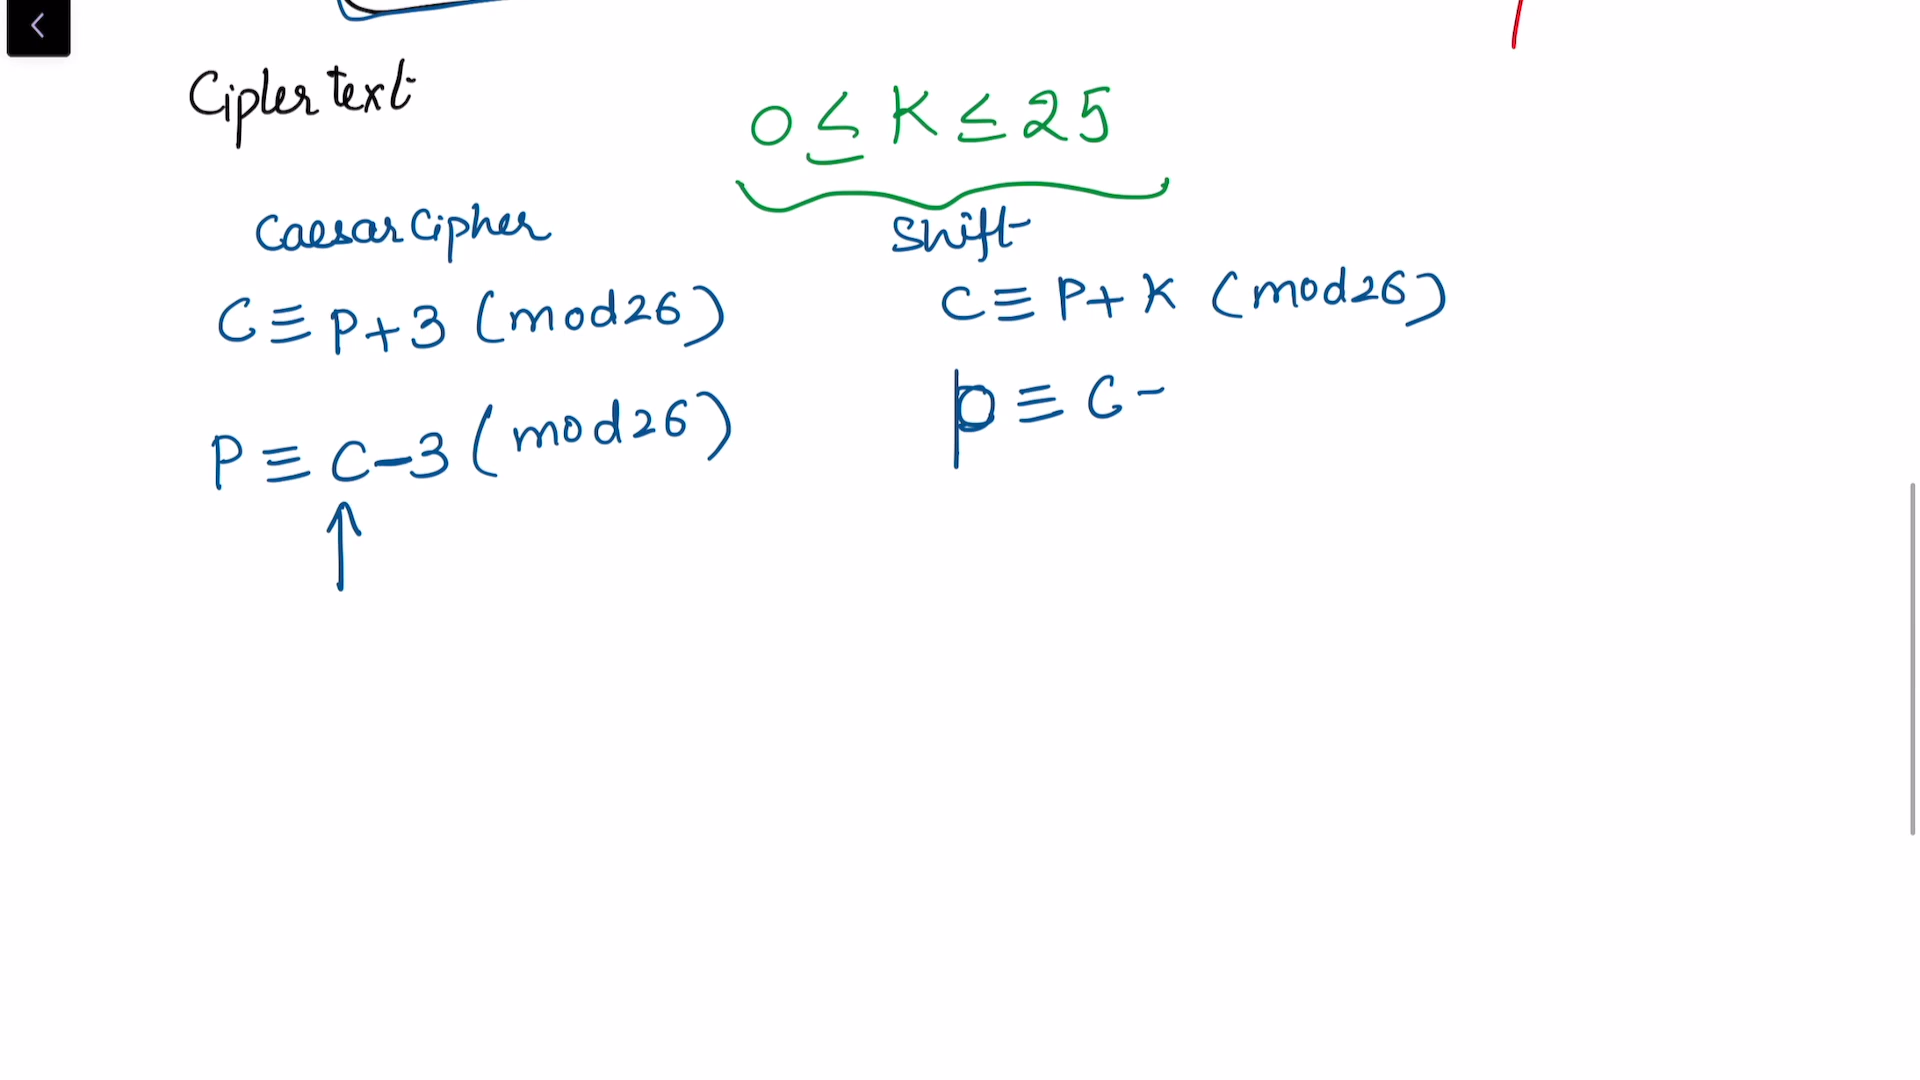 Cipler text
0 ≤ K ≤ 25
Caesar Cipher
C ≡ P+3 (mod26)
P ≡ C-3 (mod26)
Shift
C ≡ P+K (mod26)
P ≡ C-